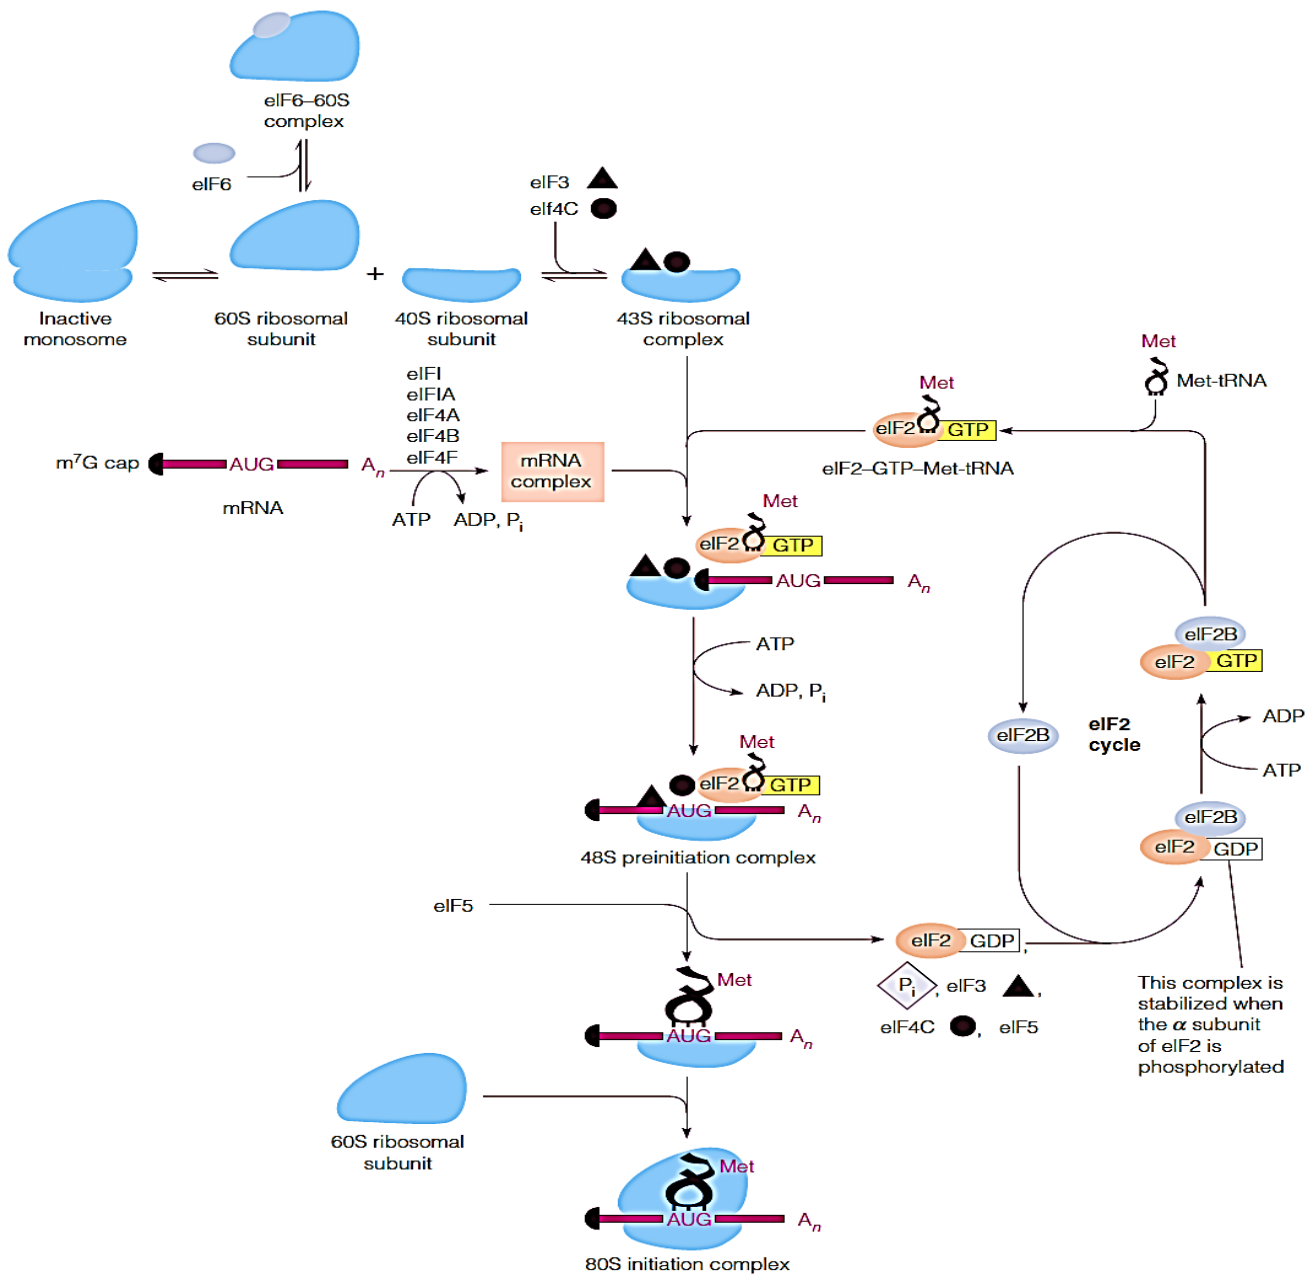 eIF6–60S
complex
eIF6
eIF3
elf4C
Inactive
monosome
60S ribosomal
subunit
+
40S ribosomal
subunit
43S ribosomal
complex
eIFI
eIFIA
eIF4A
eIF4B
eIF4F
m⁷G cap
AUG
Aₙ
mRNA
ATP
ADP, Pᵢ
mRNA
complex
Met
eIF2
GTP
eIF2–GTP–Met-tRNA
Met
Met-tRNA
Met
eIF2
GTP
AUG
Aₙ
ATP
ADP, Pᵢ
Met
eIF2
GTP
AUG
Aₙ
48S preinitiation complex
eIF2B
eIF2
GTP
eIF2B
eIF2
cycle
ADP
ATP
eIF2B
eIF2
GDP
eIF5
eIF2
GDP,
Pᵢ, eIF3 ,
eIF4C , eIF5
This complex is
stabilized when
the α subunit
of eIF2 is
phosphorylated
Met
AUG
Aₙ
60S ribosomal
subunit
Met
AUG
Aₙ
80S initiation complex